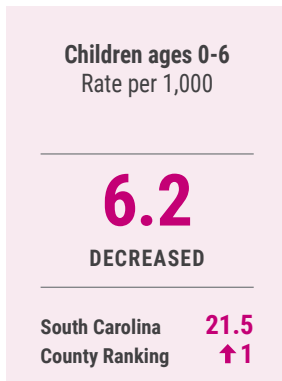 Children ages 0-6
Rate per 1,000
6.2
DECREASED
South Carolina 21.5
County Ranking ↑1